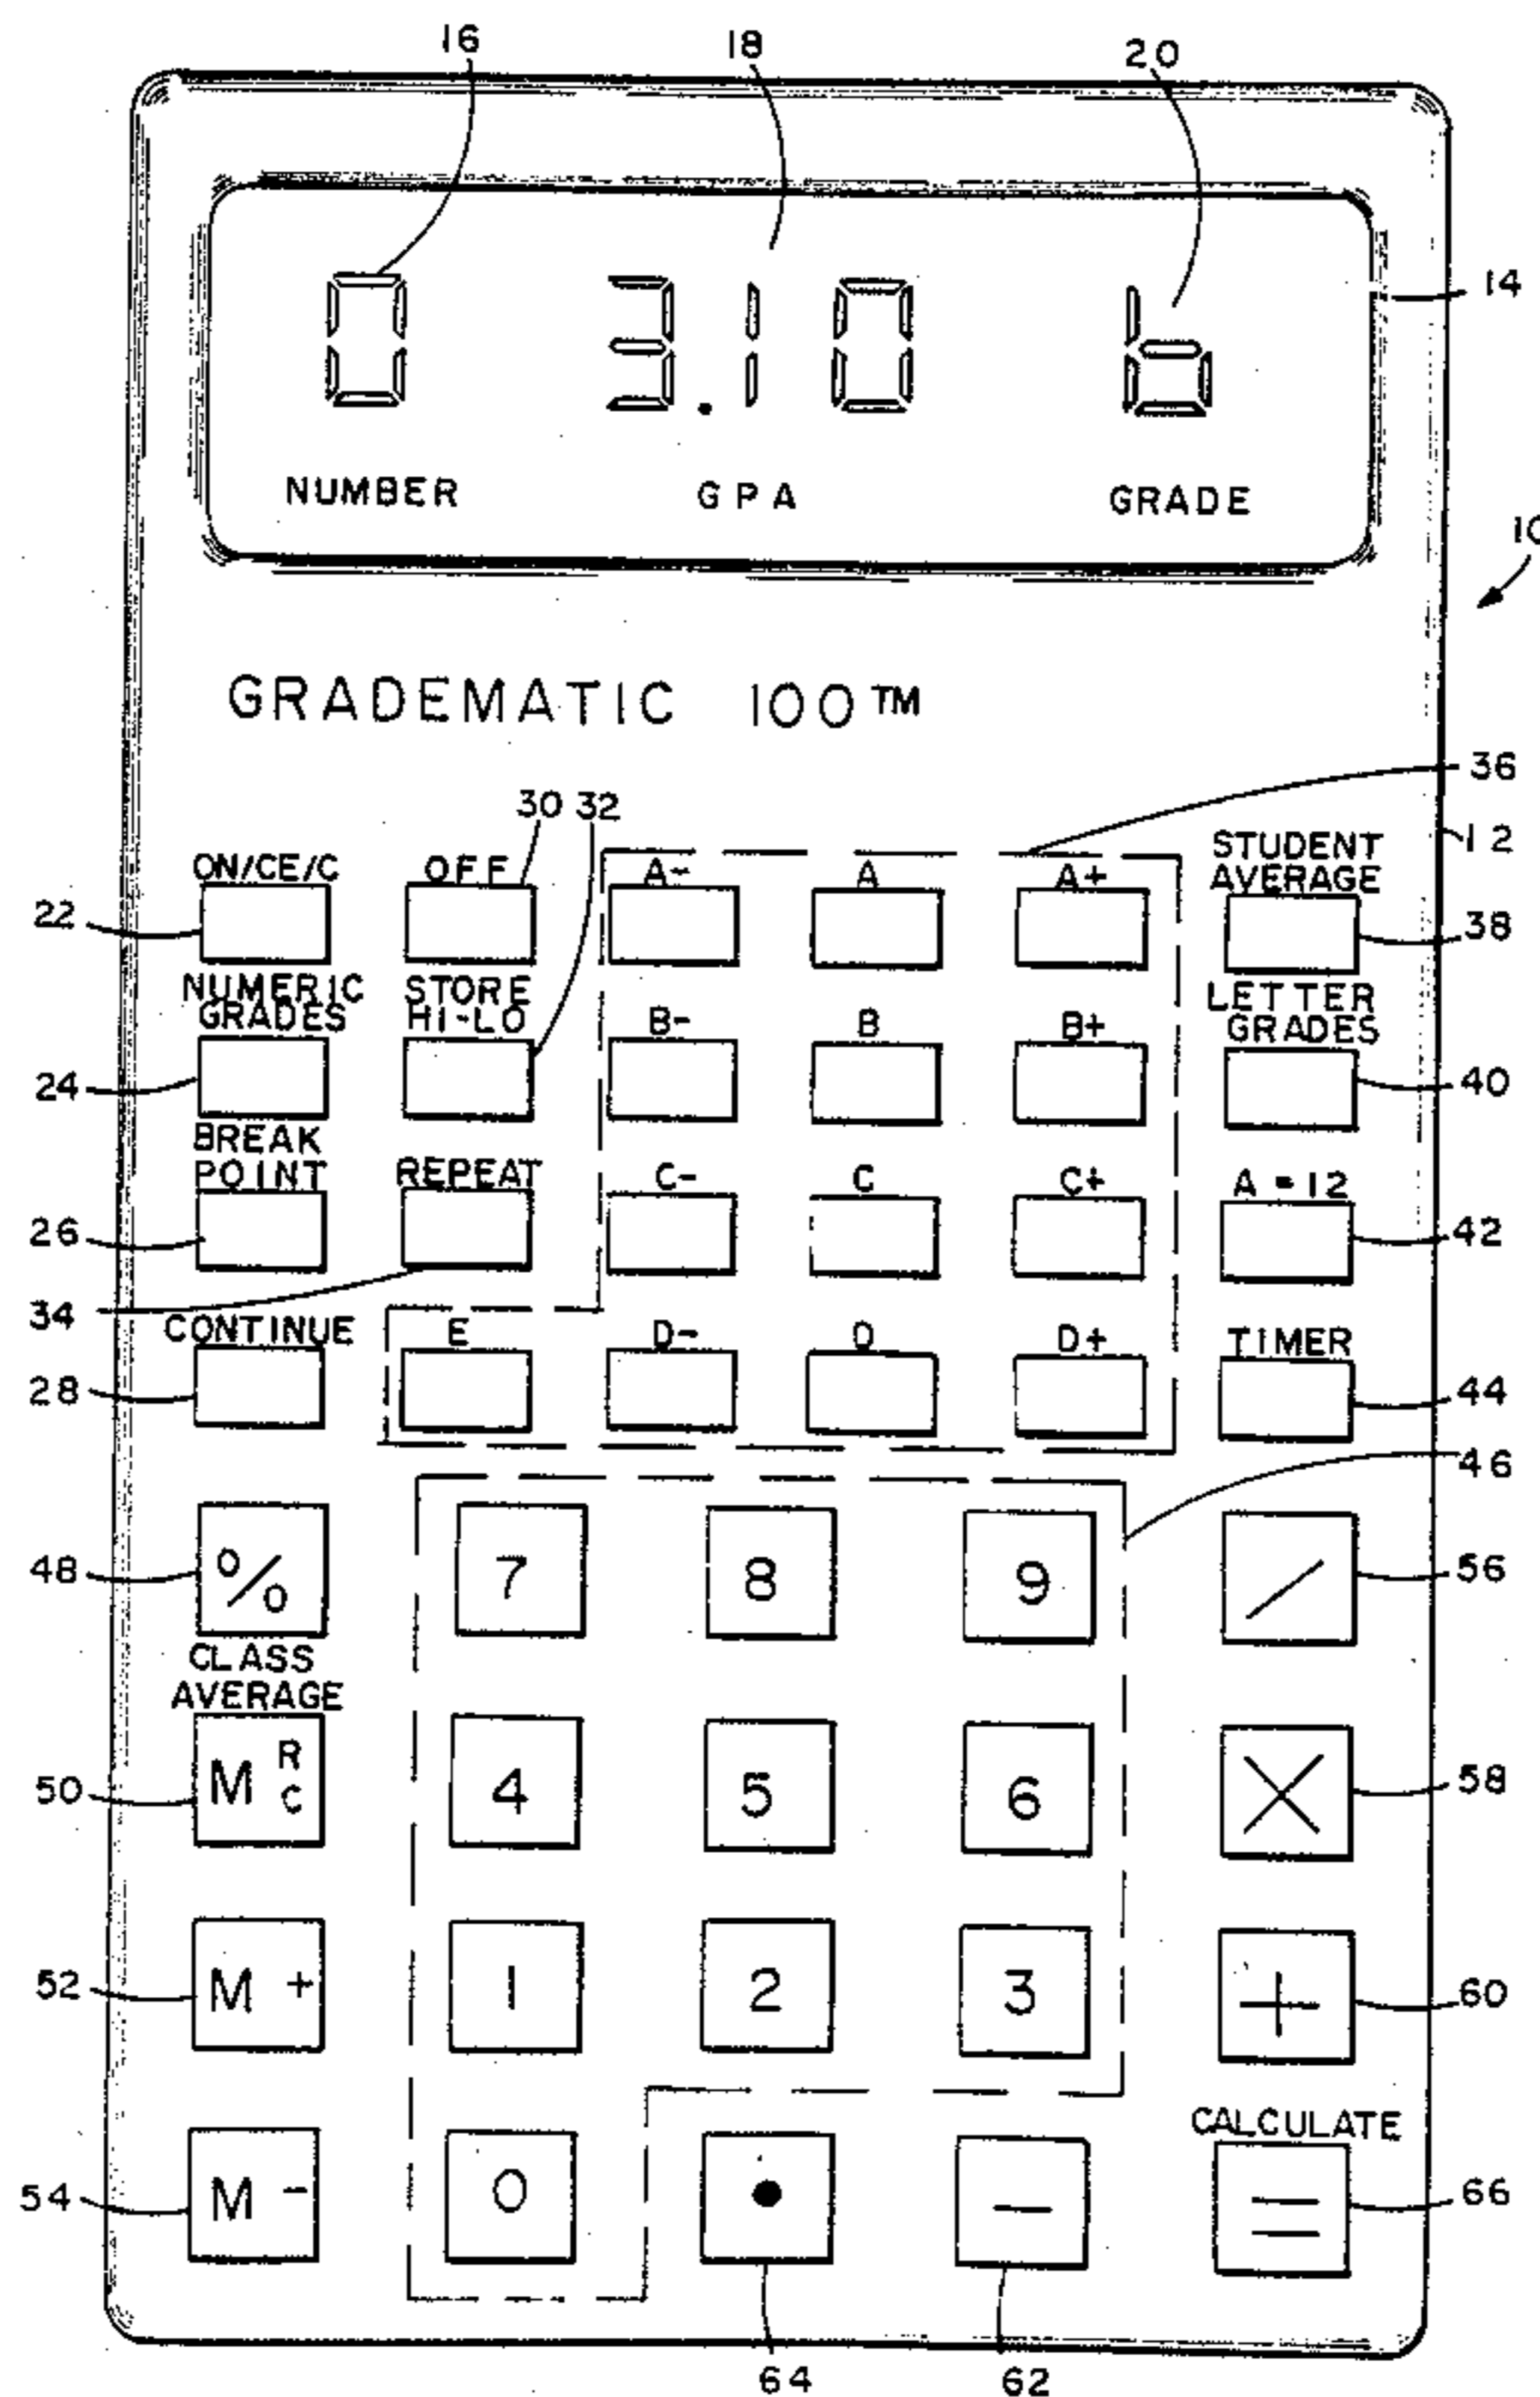 16 18 20
0 3.10 b 14
NUMBER GPA GRADE
10
GRADEMATIC 100™
36
30 32
12
ON/CE/C OFF A- A A+ STUDENT
AVERAGE
22 38
NUMERIC
GRADES STORE
HI-LO B- B B+ LETTER
GRADES
24 40
BREAK
POINT REPEAT C- C C+ A = 12
26 42
34
CONTINUE E D- D D+ TIMER
28 44
46
48 % 7 8 9 / 56
CLASS
AVERAGE
50 M R
C 4 5 6 X 58
52 M + 1 2 3 + 60
CALCULATE
54 M - 0 • — = 66
64 62